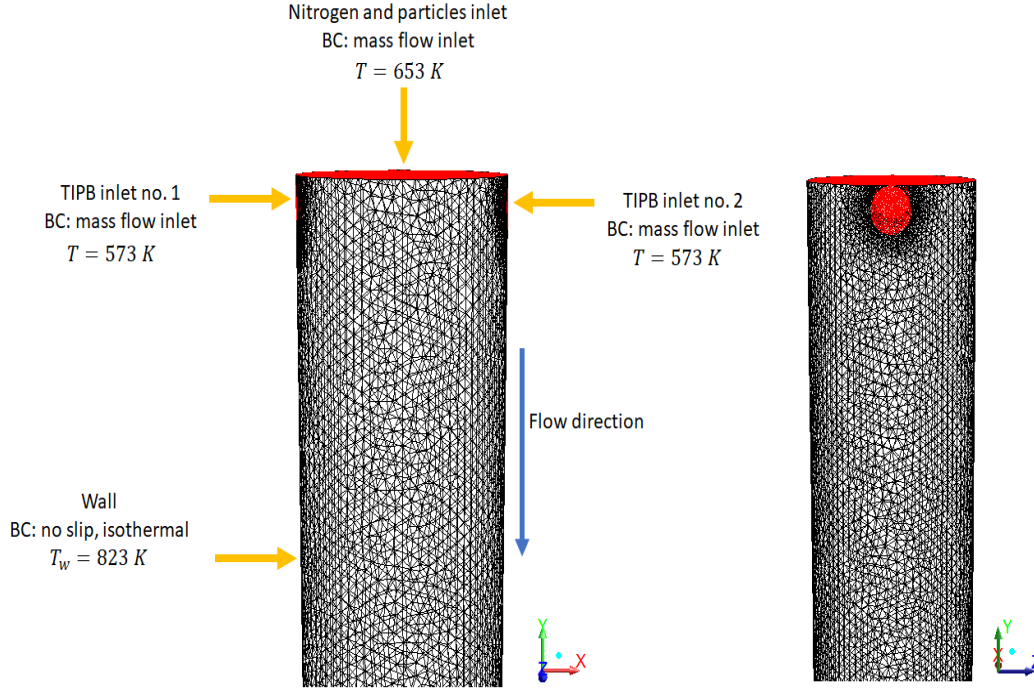 Nitrogen and particles inlet
BC: mass flow inlet
T = 653 K
TIPB inlet no. 1
BC: mass flow inlet
T = 573 K
TIPB inlet no. 2
BC: mass flow inlet
T = 573 K
Flow direction
Wall
BC: no slip, isothermal
T_w = 823 K
Y
X
Z
Y
X
Z